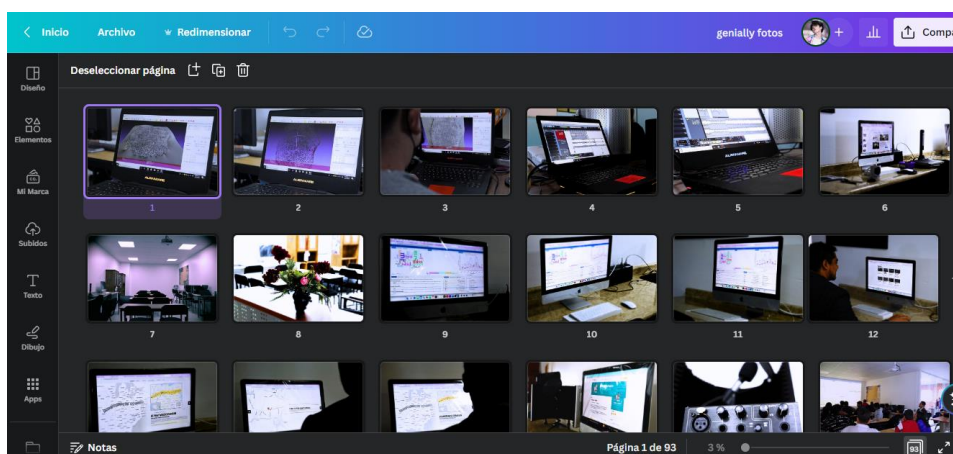 Inicio Archivo Redimensionar genially fotos + Compa
Deseleccionar página
Diseño
Elementos
Mi Marca
Subidos
Texto
Dibujo
Apps
1 2 3 4 5 6
7 8 9 10 11 12
Notas Página 1 de 93 3 % 93